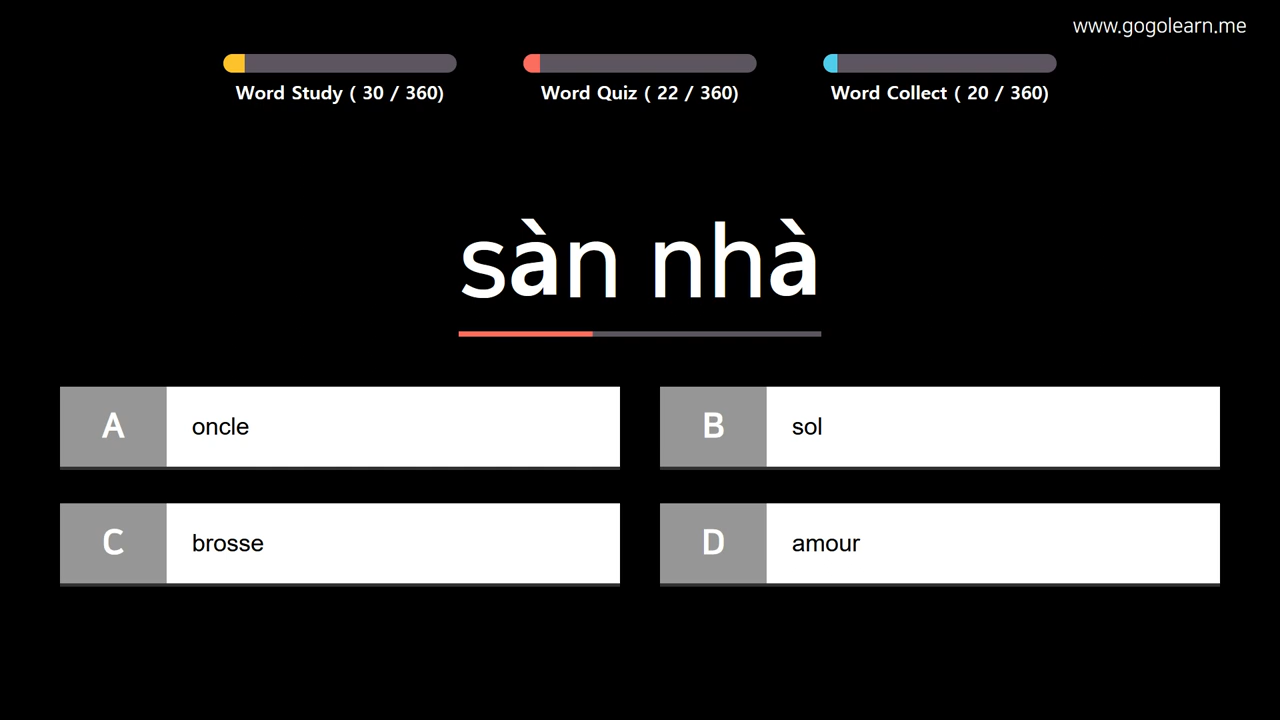 www.gogolearn.me
Word Study ( 30 / 360)
Word Quiz ( 22 / 360)
Word Collect ( 20 / 360)
sàn nhà
A oncle
B sol
C brosse
D amour